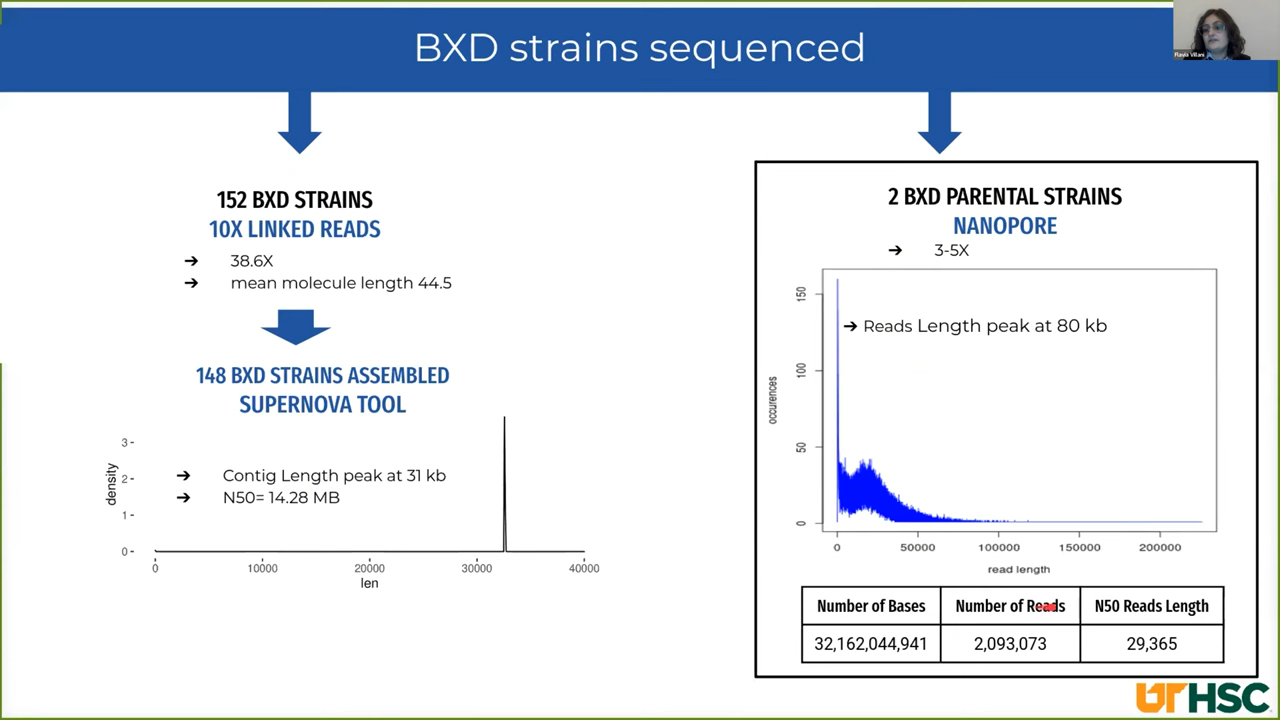 BXD strains sequenced
Flavia Villani
152 BXD STRAINS
10X LINKED READS
➔ 38.6X
➔ mean molecule length 44.5
148 BXD STRAINS ASSEMBLED
SUPERNOVA TOOL
➔ Contig Length peak at 31 kb
➔ N50= 14.28 MB
density
3
2
1
0
0 10000 20000 30000 40000
len
2 BXD PARENTAL STRAINS
NANOPORE
➔ 3-5X
➔ Reads Length peak at 80 kb
occurences
150
100
50
0
0 50000 100000 150000 200000
read length
Number of Bases Number of Reads N50 Reads Length
32,162,044,941 2,093,073 29,365
UTHSC